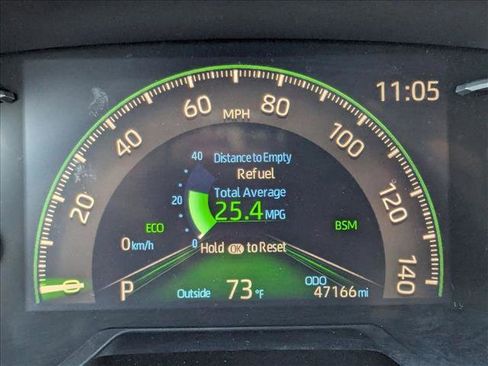 11:05
60
MPH
80
40
100
20
120
140
40
20
0
Distance to Empty
Refuel
Total Average
25.4 MPG
Hold OK to Reset
ECO
BSM
0 km/h
P
Outside 73 °F
ODO
47166 mi